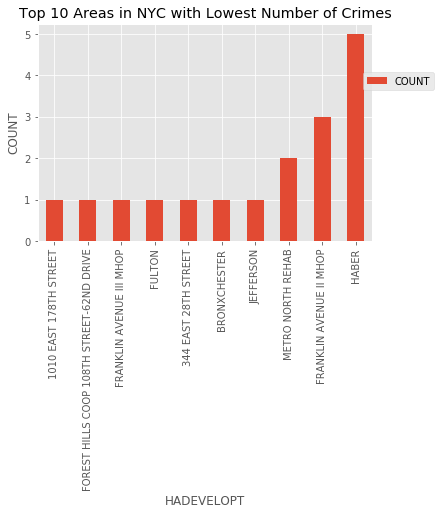 Top 10 Areas in NYC with Lowest Number of Crimes
5
4
3
2
1
0
COUNT
COUNT
1010 EAST 178TH STREET
FOREST HILLS COOP 108TH STREET-62ND DRIVE
FRANKLIN AVENUE III MHOP
FULTON
344 EAST 28TH STREET
BRONXCHESTER
JEFFERSON
METRO NORTH REHAB
FRANKLIN AVENUE II MHOP
HABER
HADEVELOPT